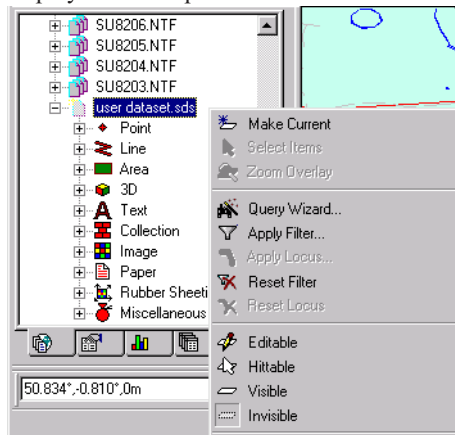 SU8206.NTF
SU8205.NTF
SU8204.NTF
SU8203.NTF
user dataset.sds
Point
Line
Area
3D
Text
Collection
Image
Paper
Rubber Sheeti
Miscellaneous
Make Current
Select Items
Zoom Overlay
Query Wizard...
Apply Filter...
Apply Locus...
Reset Filter
Reset Locus
Editable
Hittable
Visible
Invisible
50.834°,-0.810°,0m